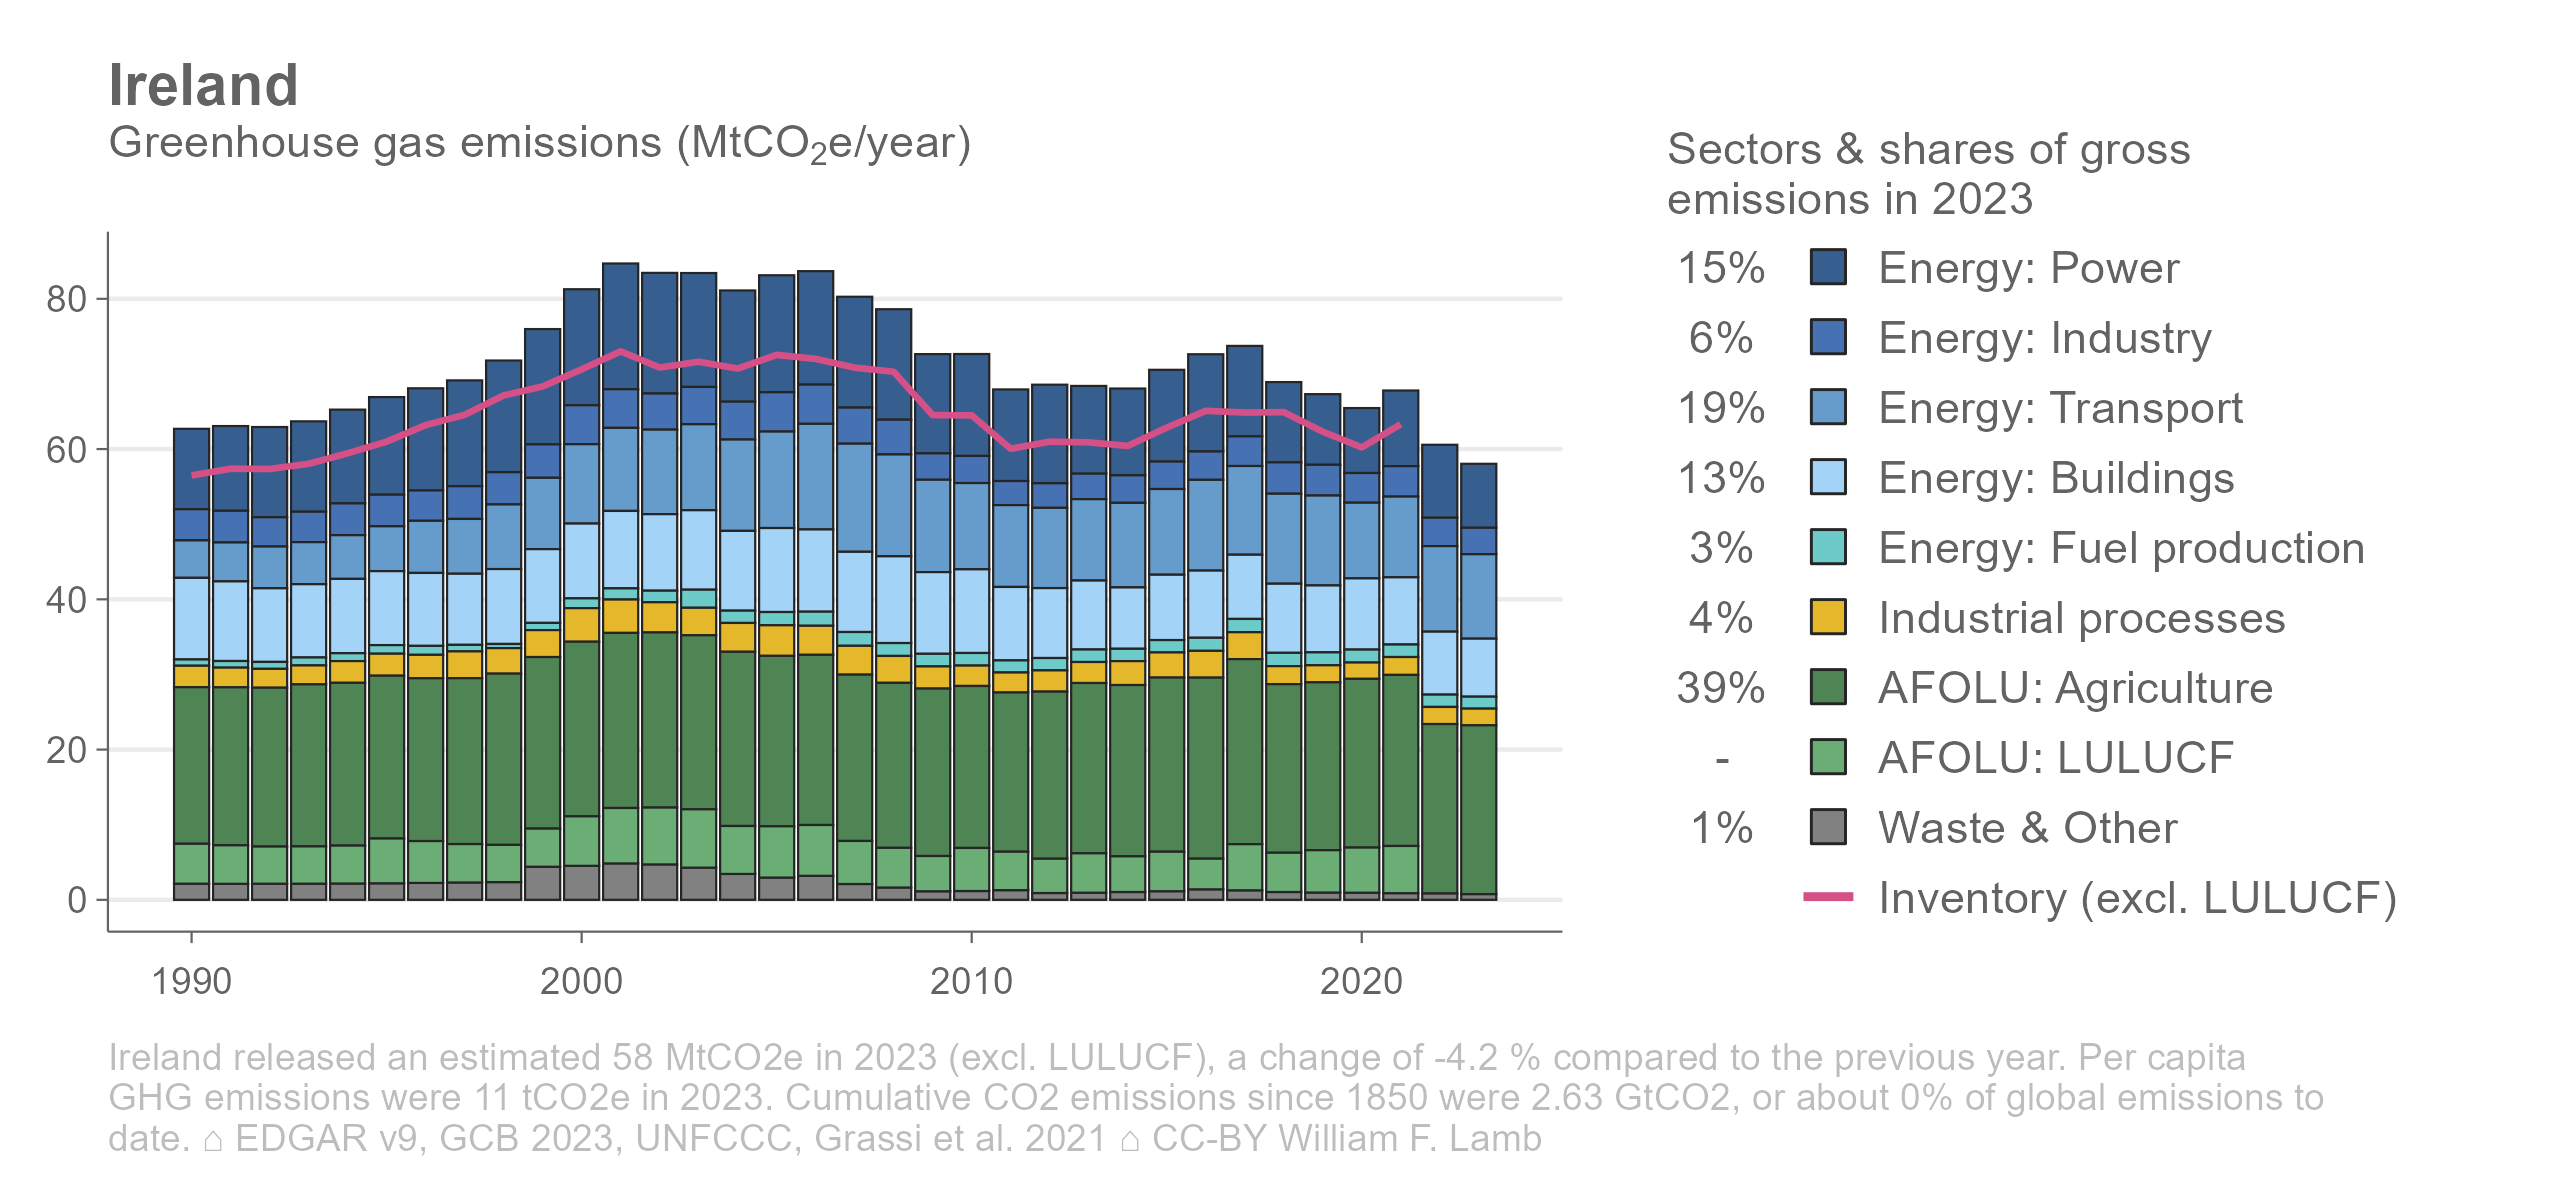 Ireland
Greenhouse gas emissions (MtCO₂e/year)
80
60
40
20
0
1990 2000 2010 2020
Sectors & shares of gross
emissions in 2023
15% Energy: Power
6% Energy: Industry
19% Energy: Transport
13% Energy: Buildings
3% Energy: Fuel production
4% Industrial processes
39% AFOLU: Agriculture
- AFOLU: LULUCF
1% Waste & Other
Inventory (excl. LULUCF)
Ireland released an estimated 58 MtCO2e in 2023 (excl. LULUCF), a change of -4.2 % compared to the previous year. Per capita
GHG emissions were 11 tCO2e in 2023. Cumulative CO2 emissions since 1850 were 2.63 GtCO2, or about 0% of global emissions to
date. ⌂ EDGAR v9, GCB 2023, UNFCCC, Grassi et al. 2021 ⌂ CC-BY William F. Lamb